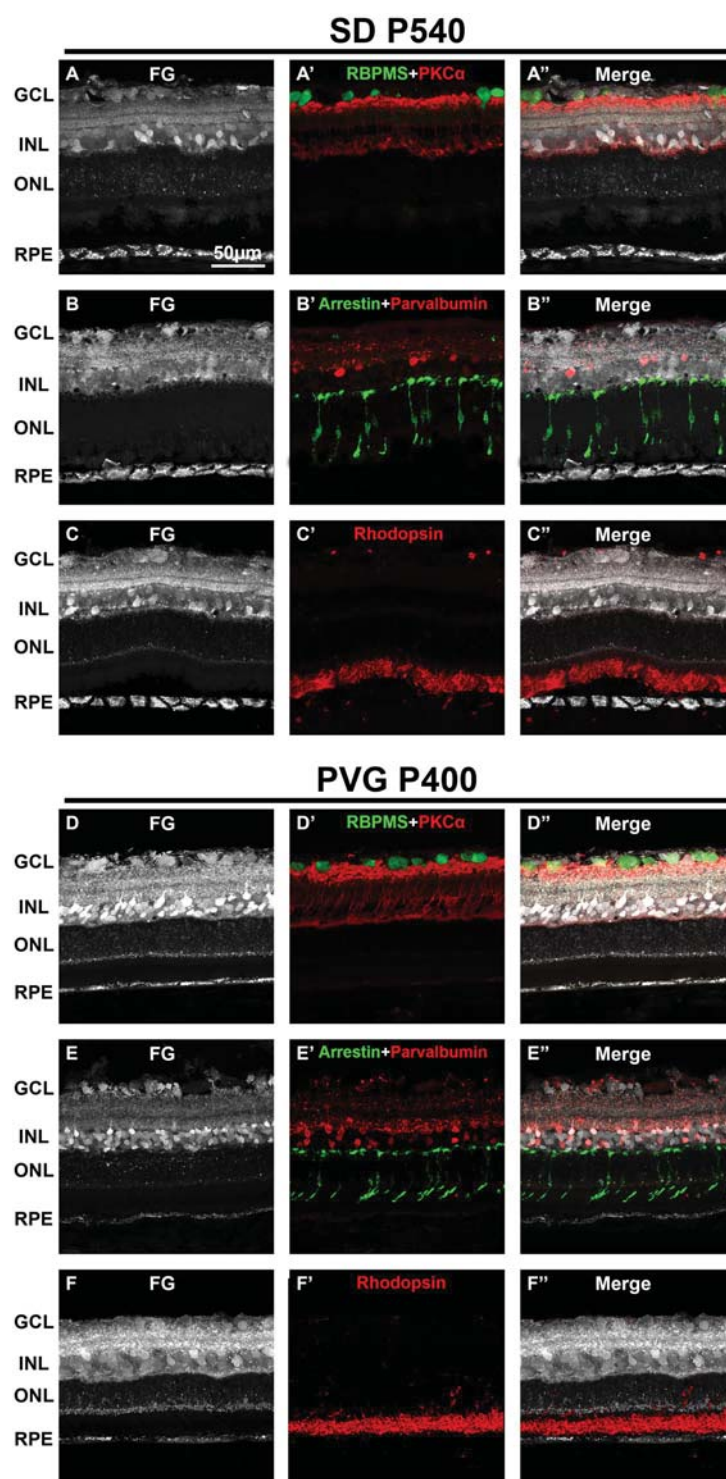 SD P540
A FG A’ RBPMS+PKCα A” Merge
GCL
INL
ONL
RPE
50µm
B FG B’ Arrestin+Parvalbumin B” Merge
GCL
INL
ONL
RPE
C FG C’ Rhodopsin C” Merge
GCL
INL
ONL
RPE
PVG P400
D FG D’ RBPMS+PKCα D” Merge
GCL
INL
ONL
RPE
E FG E’ Arrestin+Parvalbumin E” Merge
GCL
INL
ONL
RPE
F FG F’ Rhodopsin F” Merge
GCL
INL
ONL
RPE